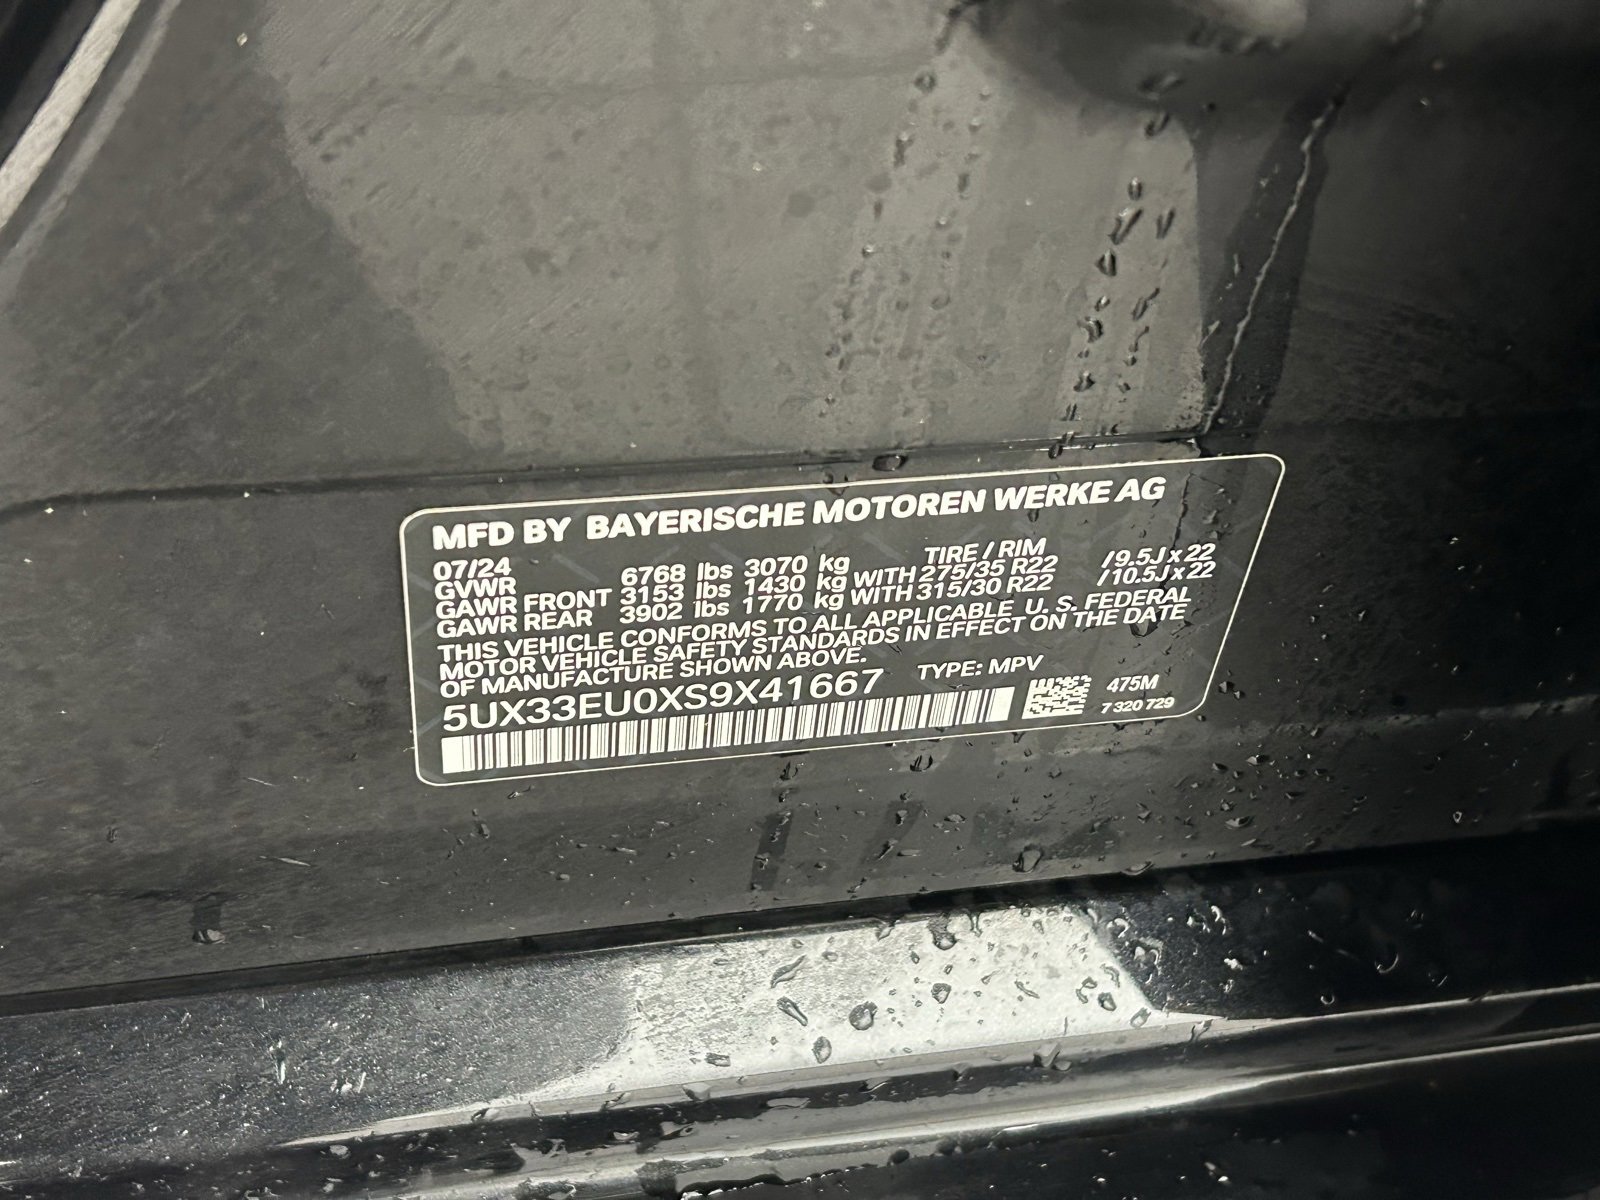 MFD BY BAYERISCHE MOTOREN WERKE AG
07/24 TIRE / RIM
GVWR 6768 lbs 3070 kg
GAWR FRONT 3153 lbs 1430 kg WITH 275/35 R22 / 9.5J x 22
GAWR REAR 3902 lbs 1770 kg WITH 315/30 R22 / 10.5J x 22
THIS VEHICLE CONFORMS TO ALL APPLICABLE U. S. FEDERAL
MOTOR VEHICLE SAFETY STANDARDS IN EFFECT ON THE DATE
OF MANUFACTURE SHOWN ABOVE.
5UX33EU0XS9X41667 TYPE: MPV
475M
7 320 729